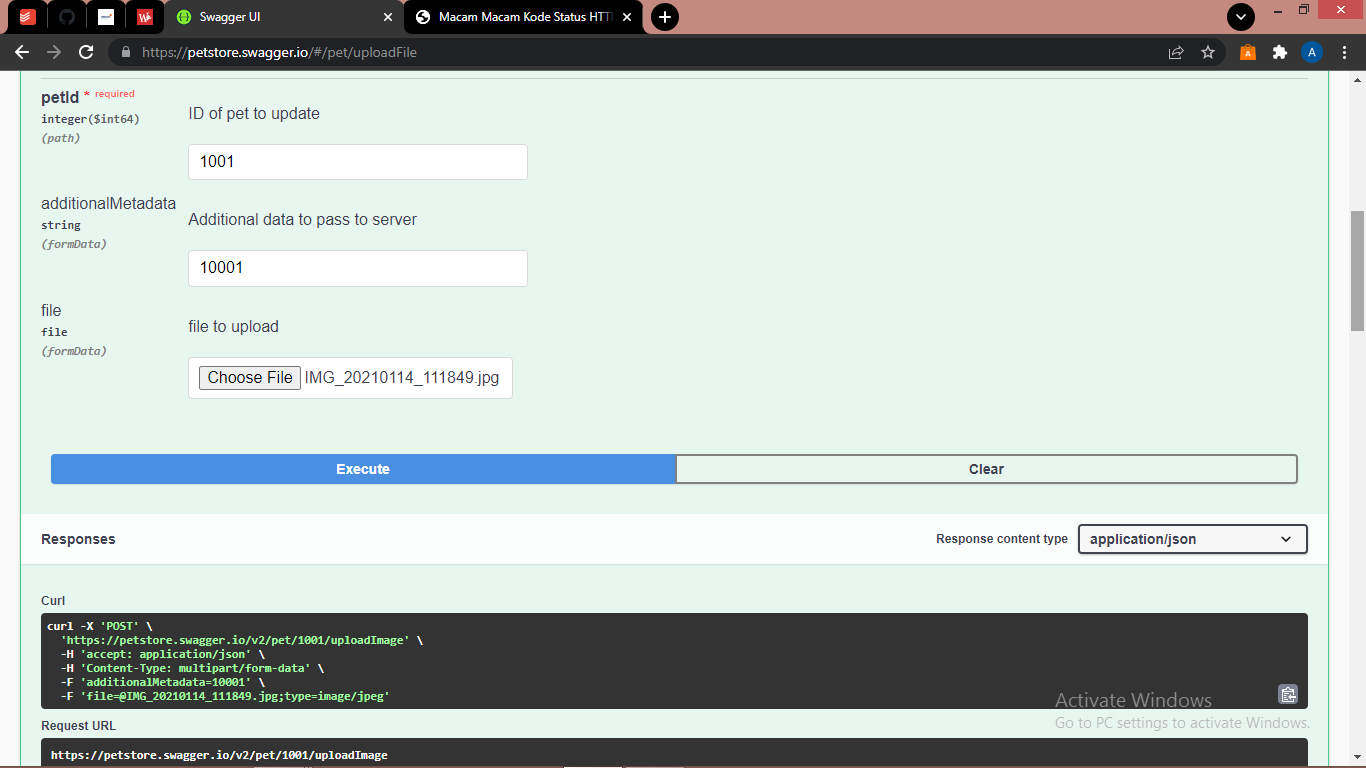 Swagger UI
Macam Macam Kode Status HTT
https://petstore.swagger.io/#/pet/uploadFile
A
petId * required
integer($int64)
(path)
ID of pet to update
1001
additionalMetadata
string
(formData)
Additional data to pass to server
10001
file
file
(formData)
file to upload
Choose File IMG_20210114_111849.jpg
Execute
Clear
Responses
Response content type
application/json
Curl
curl -X 'POST' \
'https://petstore.swagger.io/v2/pet/1001/uploadImage' \
-H 'accept: application/json' \
-H 'Content-Type: multipart/form-data' \
-F 'additionalMetadata=10001' \
-F 'file=@IMG_20210114_111849.jpg;type=image/jpeg'
Activate Windows
Go to PC settings to activate Windows.
Request URL
https://petstore.swagger.io/v2/pet/1001/uploadImage